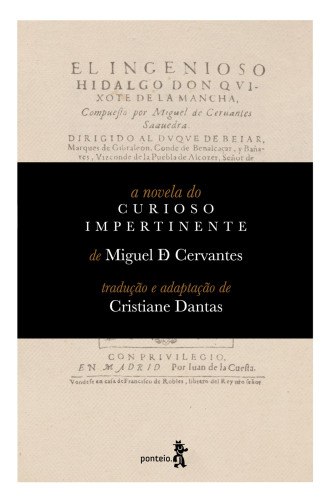 EL INGENIOSO
HIDALGO DON QVI-
XOTE DE LA MANCHA,
Compuesto por Miguel de Ceruantes
Saauedra.
DIRIGIDO AL DVQVE DE BEIAR,
Marques de Gibraleon, Conde de Benalcaçar, y Baña-
res, Vizconde de la Puebla de Alcozer, Señor de
a novela do
CURIOSO
IMPERTINENTE
de Miguel DE Cervantes
tradução e adaptação de
Cristiane Dantas
CON PRIVILEGIO,
EN MADRID Por Iuan de la Cuesta.
Vendese en casa de Francisco de Robles, librero del Rey nro señor
ponteio